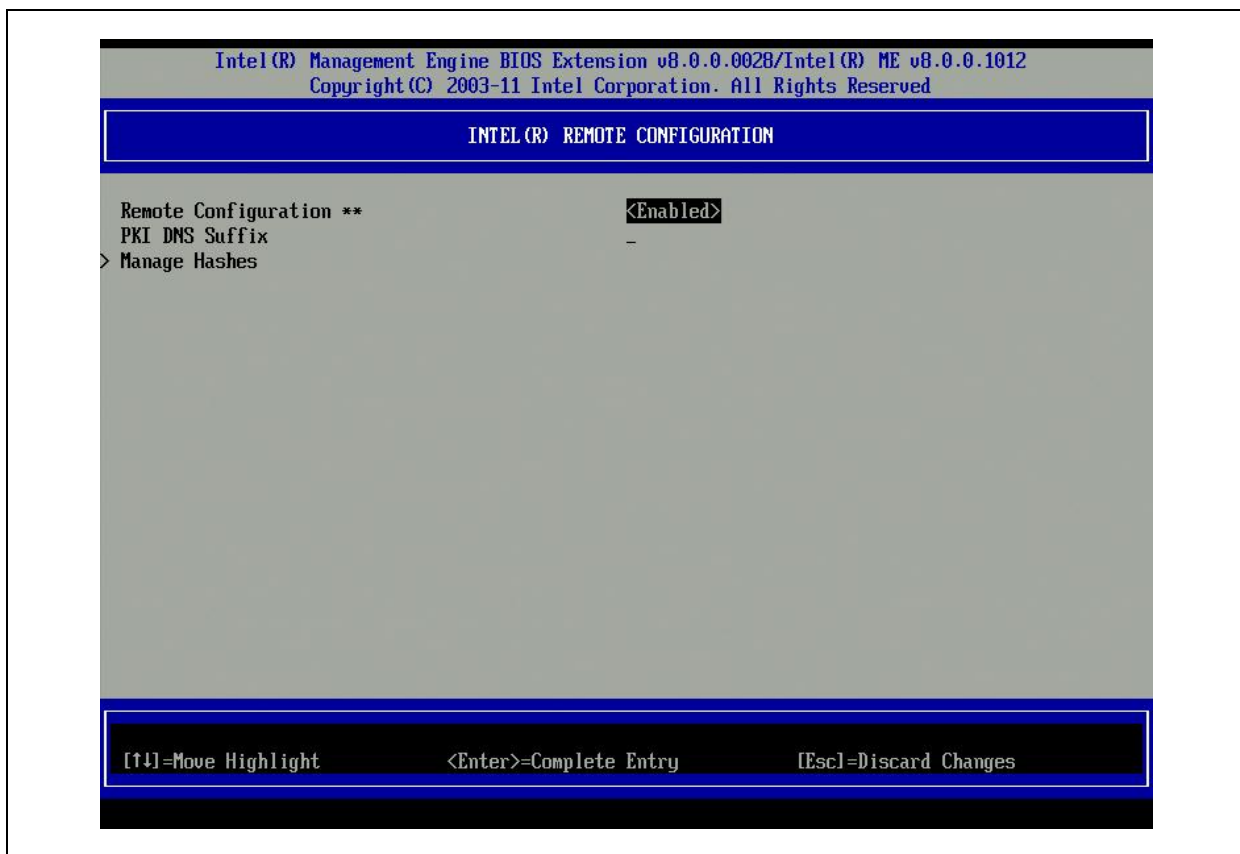 Intel(R) Management Engine BIOS Extension v8.0.0.0028/Intel(R) ME v8.0.0.1012
Copyright(C) 2003-11 Intel Corporation. All Rights Reserved
INTEL(R) REMOTE CONFIGURATION
Remote Configuration ** <Enabled>
PKI DNS Suffix _
> Manage Hashes
[↑↓]=Move Highlight <Enter>=Complete Entry [Esc]=Discard Changes